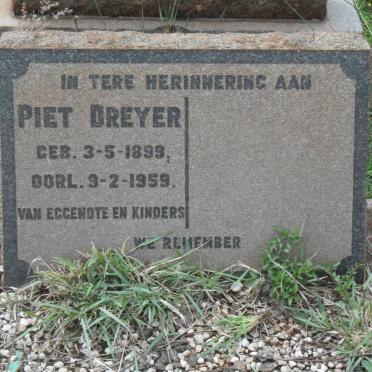 IN TERE HERINNERING AAN
PIET DREYER
GEB. 3-5-1899,
OORL. 9-2-1959.
VAN EGGENOTE EN KINDERS
WE REMEMBER